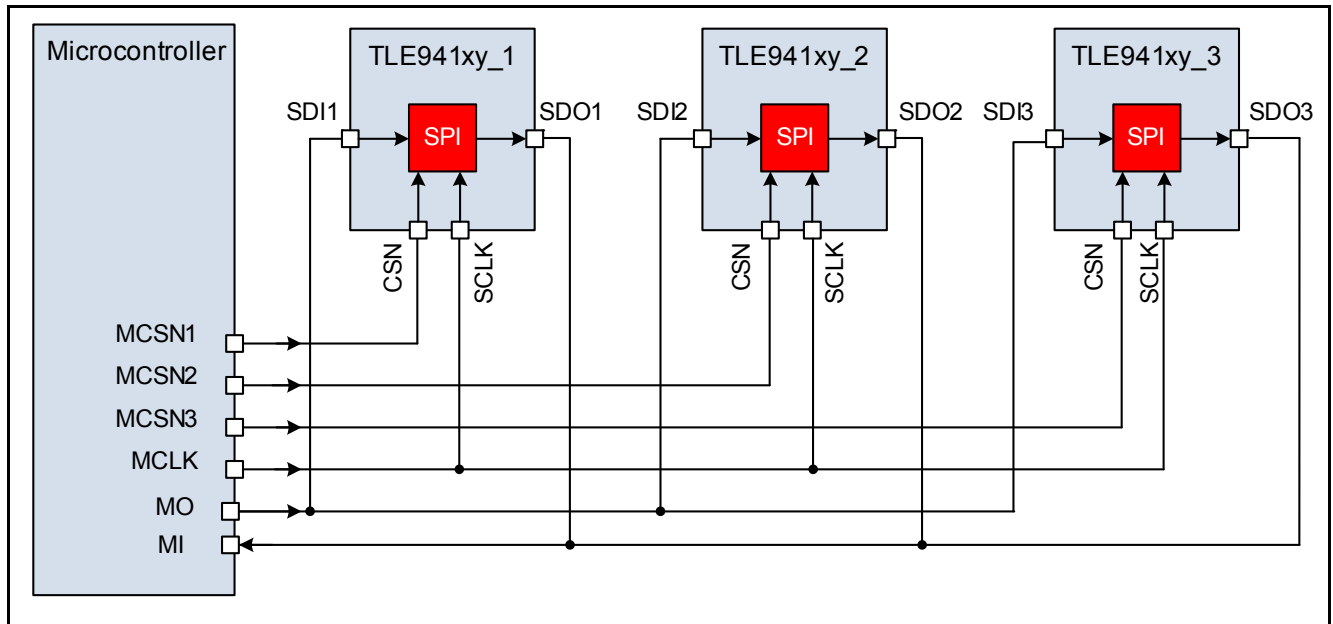 Microcontroller
TLE941xy_1
TLE941xy_2
TLE941xy_3
SDI1
SPI
SDO1
SDI2
SPI
SDO2
SDI3
SPI
SDO3
CSN
SCLK
CSN
SCLK
CSN
SCLK
MCSN1
MCSN2
MCSN3
MCLK
MO
MI